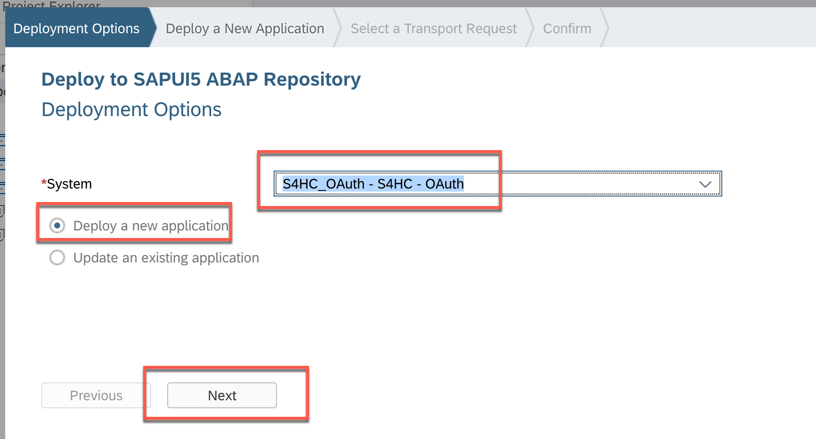 Project Explorer
Deployment Options Deploy a New Application Select a Transport Request Confirm
Deploy to SAPUI5 ABAP Repository
Deployment Options
*System S4HC_OAuth - S4HC - OAuth
Deploy a new application
Update an existing application
Previous Next